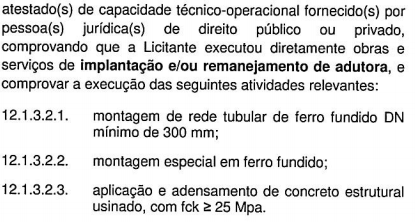 atestado(s) de capacidade técnico-operacional fornecido(s) por
pessoa(s) jurídica(s) de direito público ou privado,
comprovando que a Licitante executou diretamente obras e
serviços de implantação e/ou remanejamento de adutora, e
comprovar a execução das seguintes atividades relevantes:
12.1.3.2.1. montagem de rede tubular de ferro fundido DN
mínimo de 300 mm;
12.1.3.2.2. montagem especial em ferro fundido;
12.1.3.2.3. aplicação e adensamento de concreto estrutural
usinado, com fck ≥ 25 Mpa.